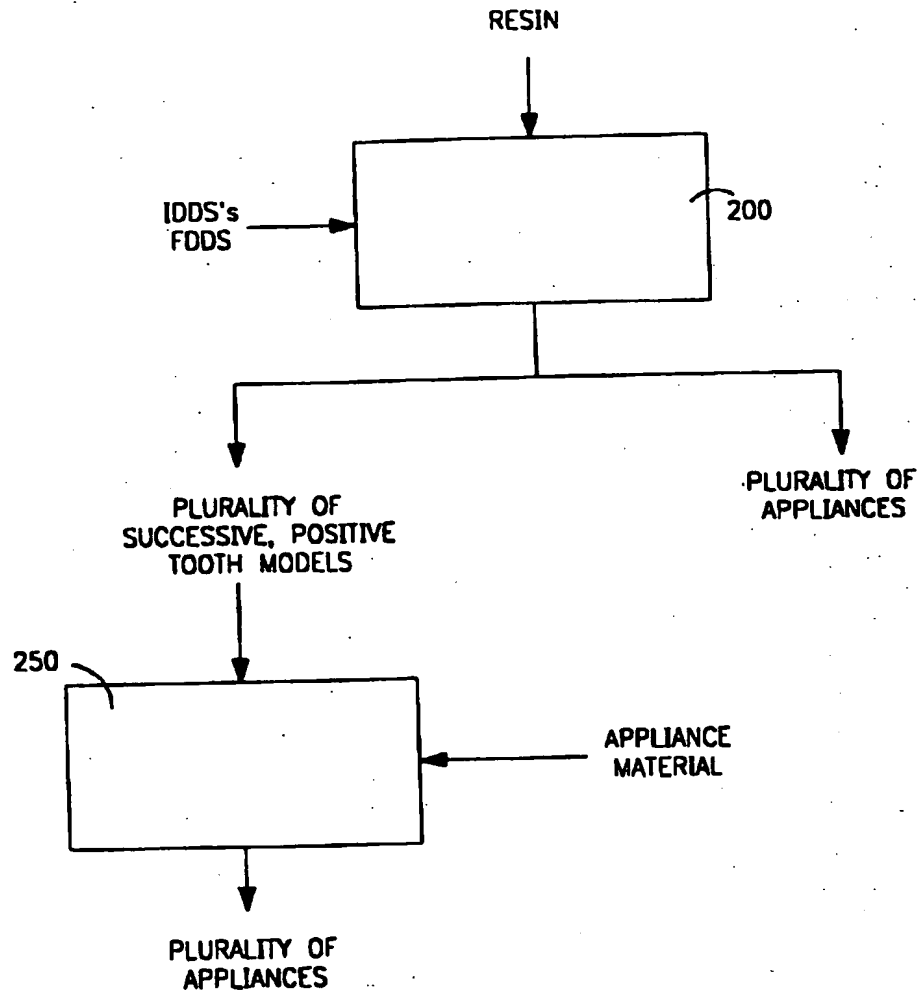 RESIN
IDDS's
FDDS
200
PLURALITY OF
SUCCESSIVE, POSITIVE
TOOTH MODELS
PLURALITY OF
APPLIANCES
250
APPLIANCE
MATERIAL
PLURALITY OF
APPLIANCES